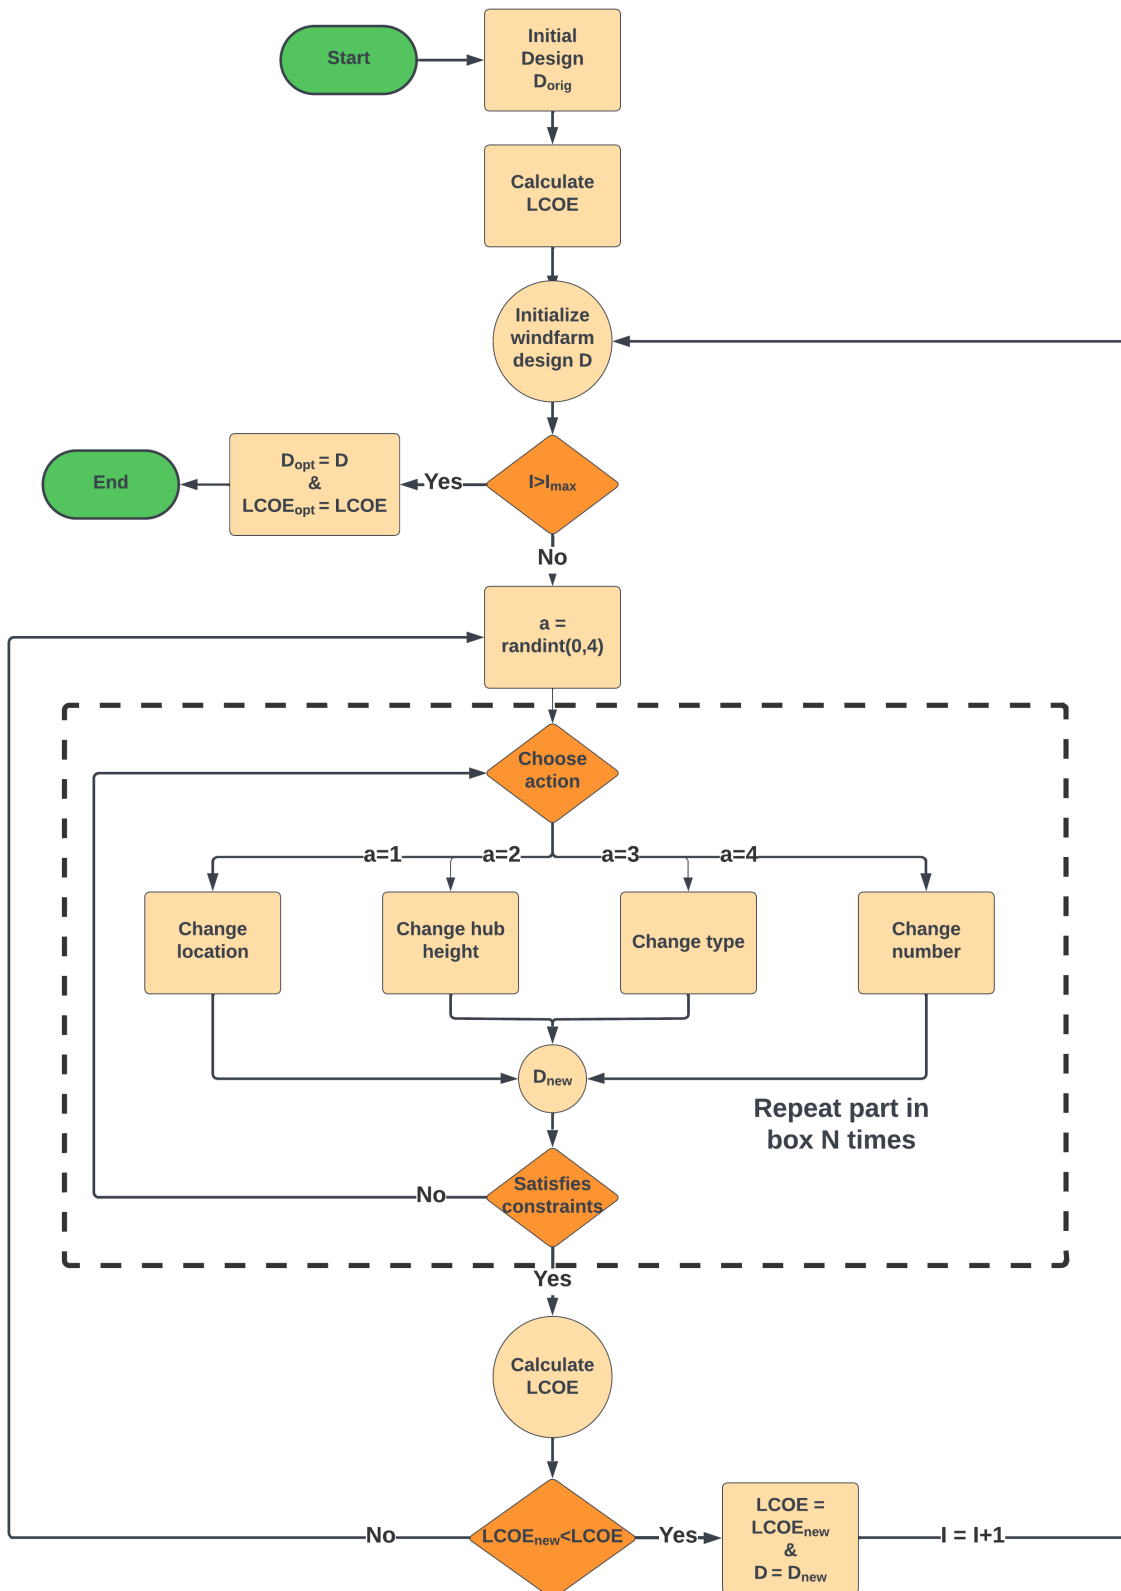 Start
Initial
Design
Dorig
Calculate
LCOE
Initialize
windfarm
design D
I>Imax
Yes
Dopt = D
&
LCOEopt = LCOE
End
No
a =
randint(0,4)
Choose
action
a=1
a=2
a=3
a=4
Change
location
Change hub
height
Change type
Change
number
Dnew
Repeat part in
box N times
Satisfies
constraints
No
Yes
Calculate
LCOE
LCOEnew<LCOE
No
Yes
LCOE =
LCOEnew
&
D = Dnew
I = I+1